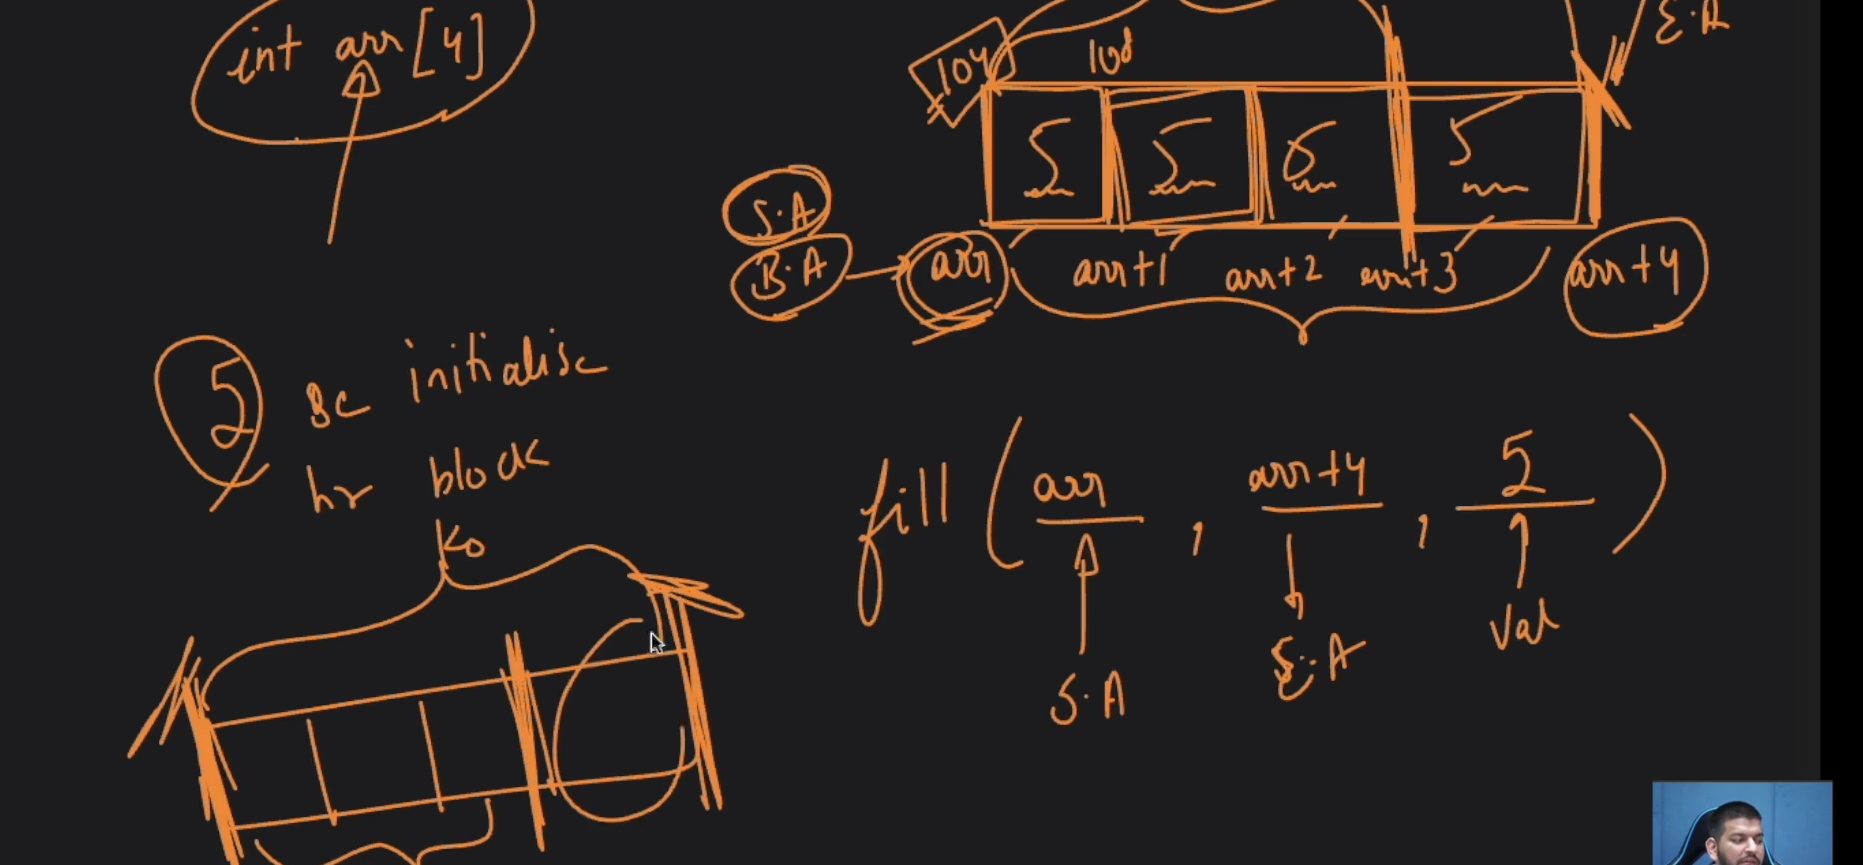 int arr [4]
104 108
E.A
5 5 5 5
S.A
B.A
arr arr+1 arr+2 arr+3 arr+4
5 se initialise
hr block
ko
fill ( arr , arr+4 , 5 )
S.A E.A Val